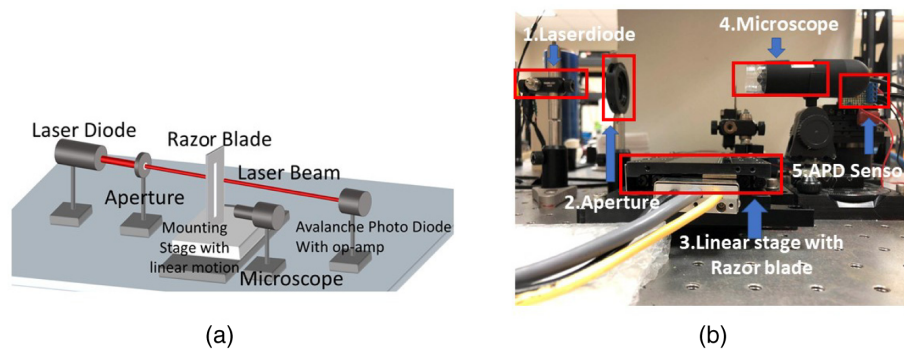 Laser Diode
Razor Blade
Laser Beam
Aperture
Mounting
Stage with
linear motion
Avalanche Photo Diode
With op-amp
Microscope
(a)
1.Laserdiode
4.Microscope
2.Aperture
5.APD Senso
3.Linear stage with
Razor blade
(b)